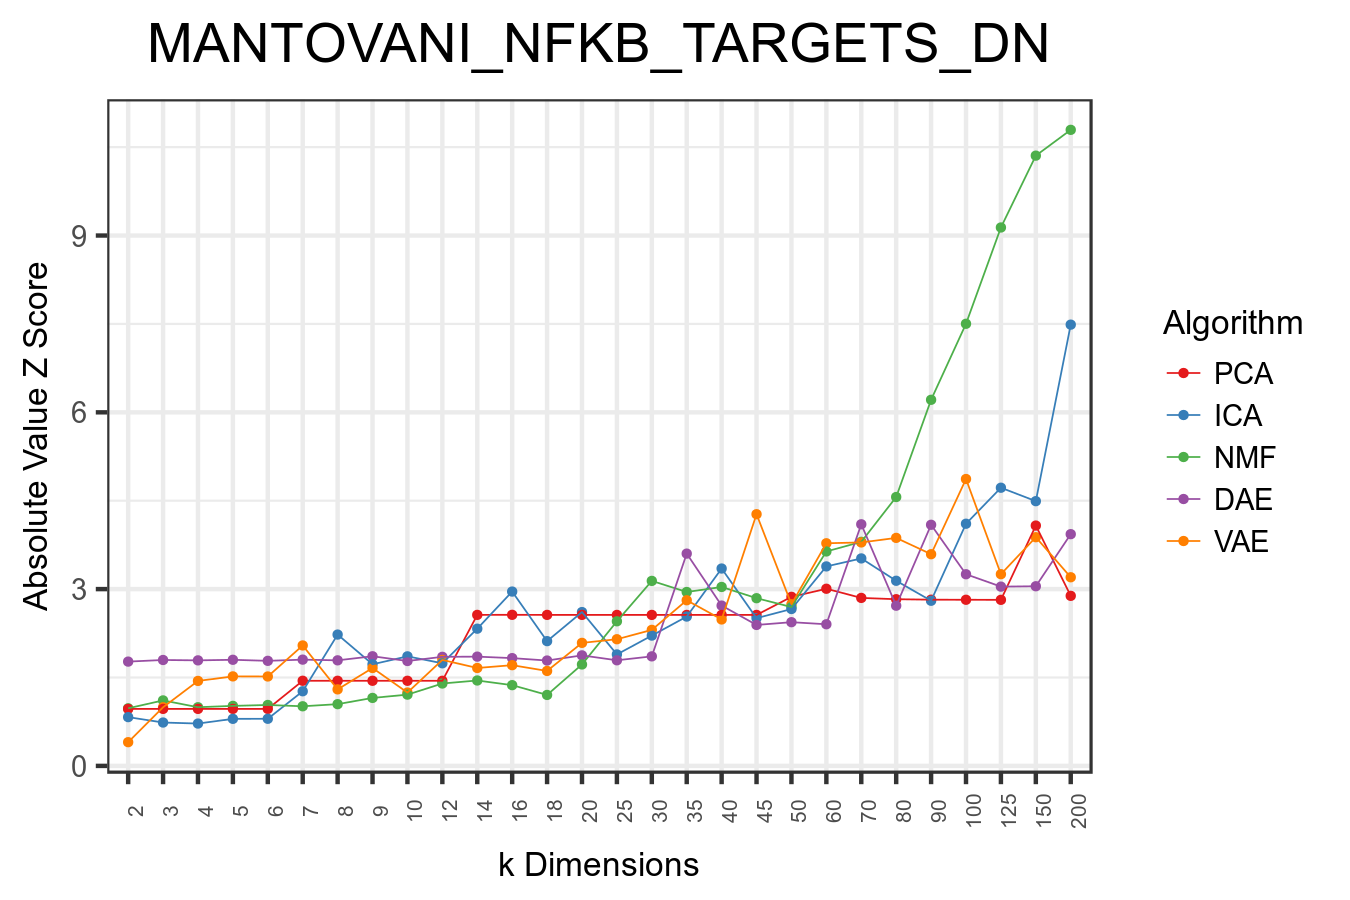 MANTOVANI_NFKB_TARGETS_DN
Absolute Value Z Score
9
6
3
0
2 3 4 5 6 7 8 9 10 12 14 16 18 20 25 30 35 40 45 50 60 70 80 90 100 125 150 200
k Dimensions
Algorithm
PCA
ICA
NMF
DAE
VAE